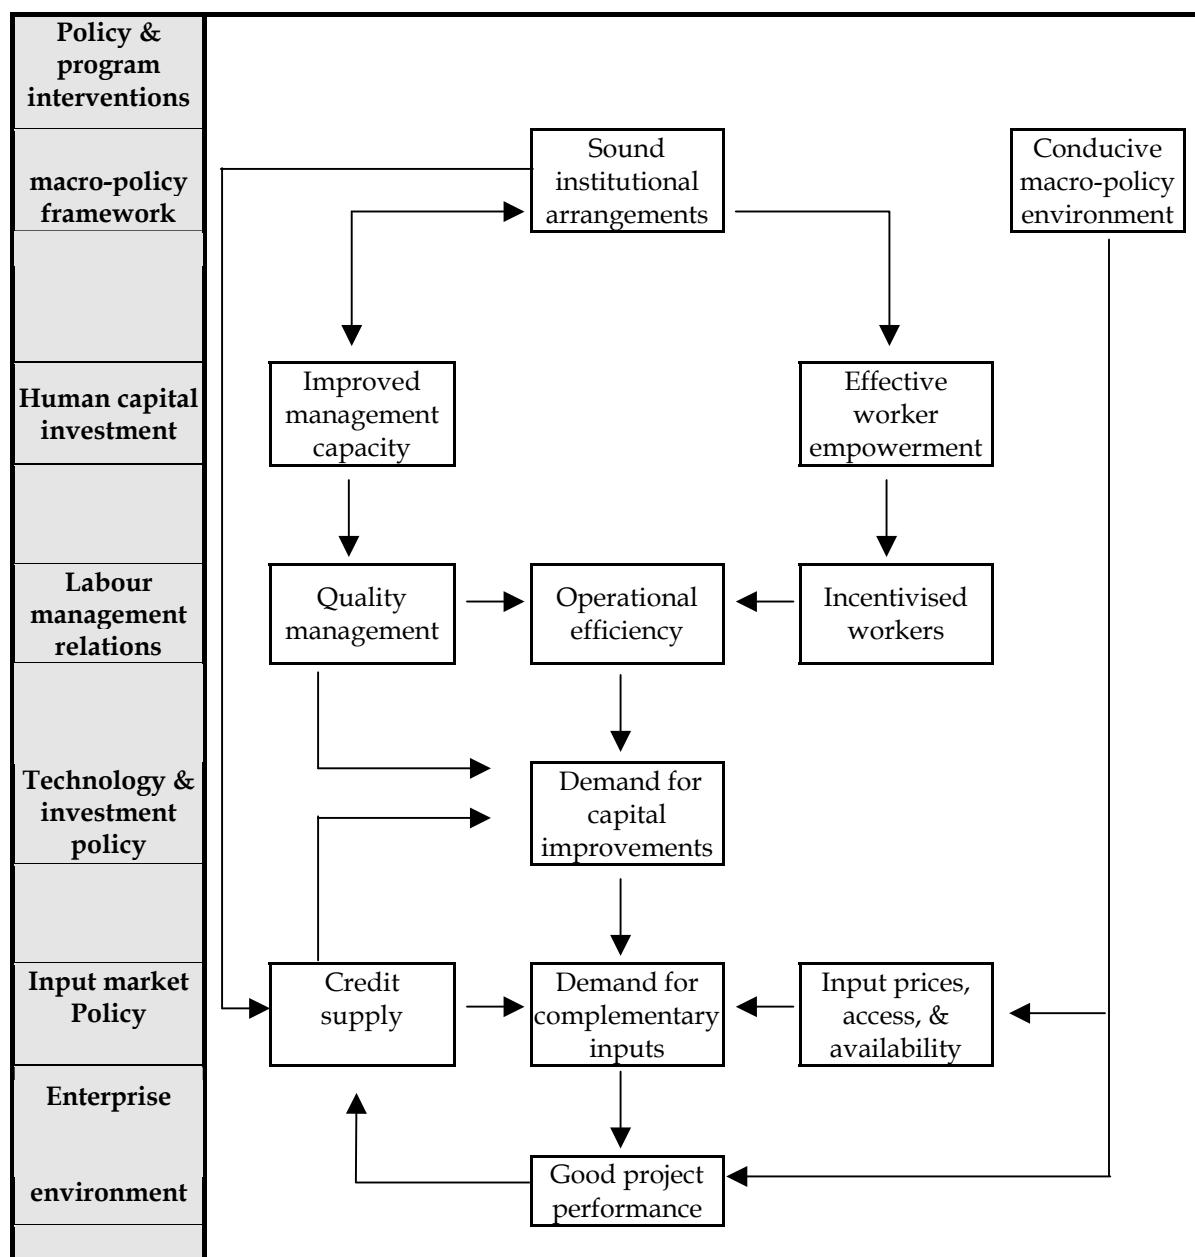 Policy &
program
interventions
macro-policy
framework
Sound
institutional
arrangements
Conducive
macro-policy
environment
Human capital
investment
Improved
management
capacity
Effective
worker
empowerment
Labour
management
relations
Quality
management
Operational
efficiency
Incentivised
workers
Technology &
investment
policy
Demand for
capital
improvements
Input market
Policy
Credit
supply
Demand for
complementary
inputs
Input prices,
access, &
availability
Enterprise
environment
Good project
performance